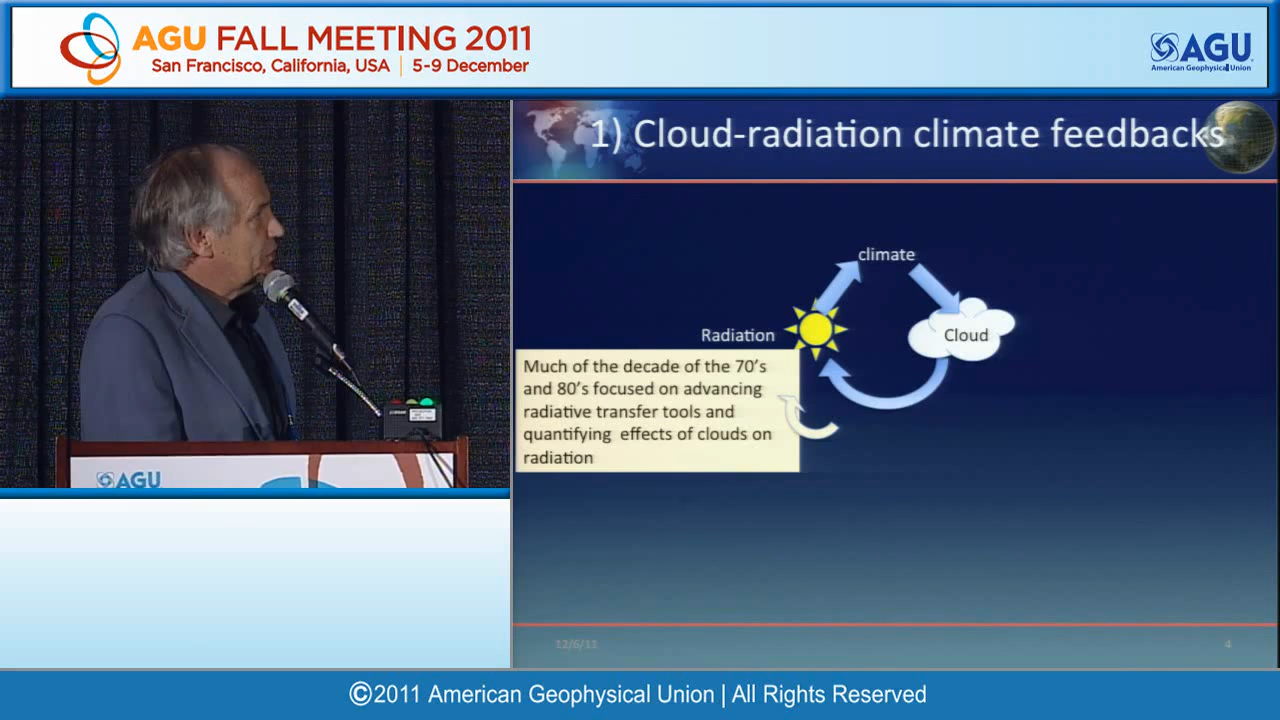 AGU FALL MEETING 2011
San Francisco, California, USA | 5-9 December
AGU
American Geophysical Union
1) Cloud-radiation climate feedbacks
climate
Radiation
Cloud
Much of the decade of the 70's
and 80's focused on advancing
radiative transfer tools and
quantifying effects of clouds on
radiation
AGU
12/6/11
4
©2011 American Geophysical Union | All Rights Reserved